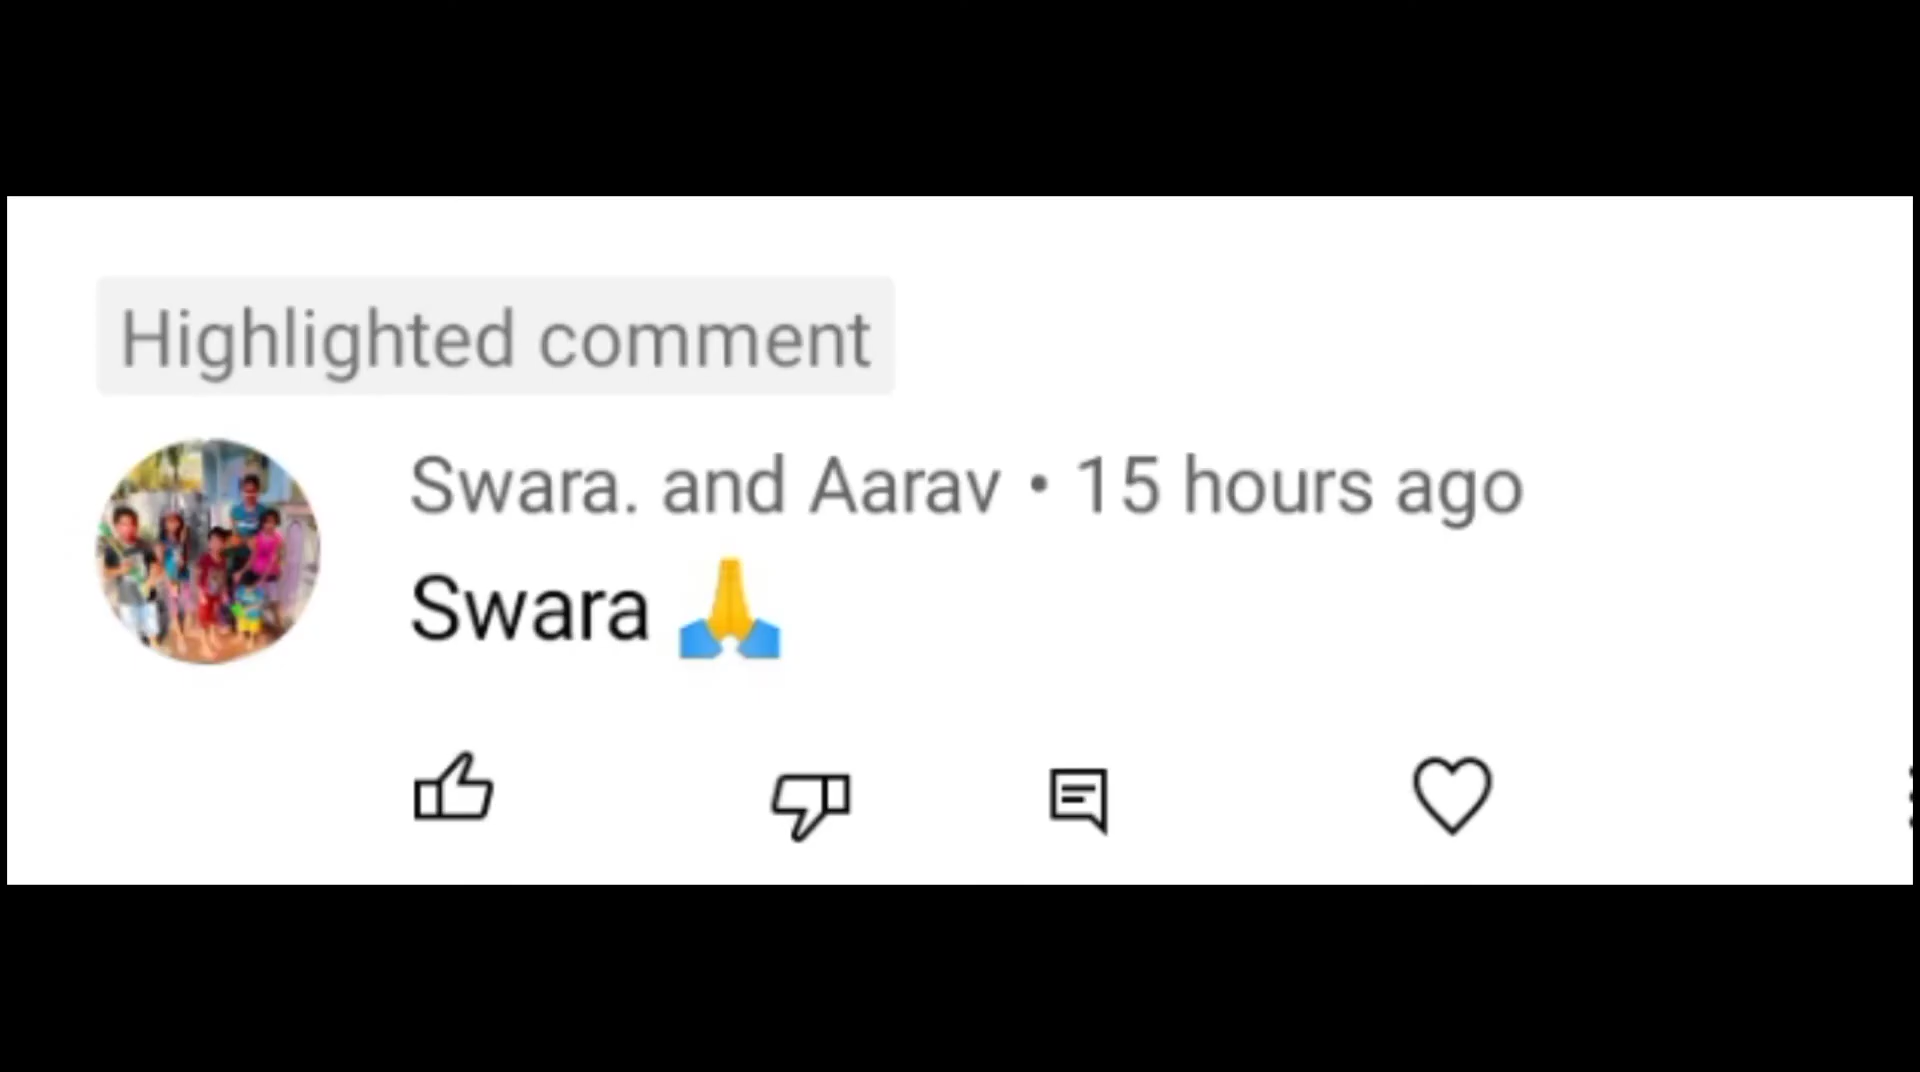 Highlighted comment
Swara. and Aarav • 15 hours ago
Swara 🙏